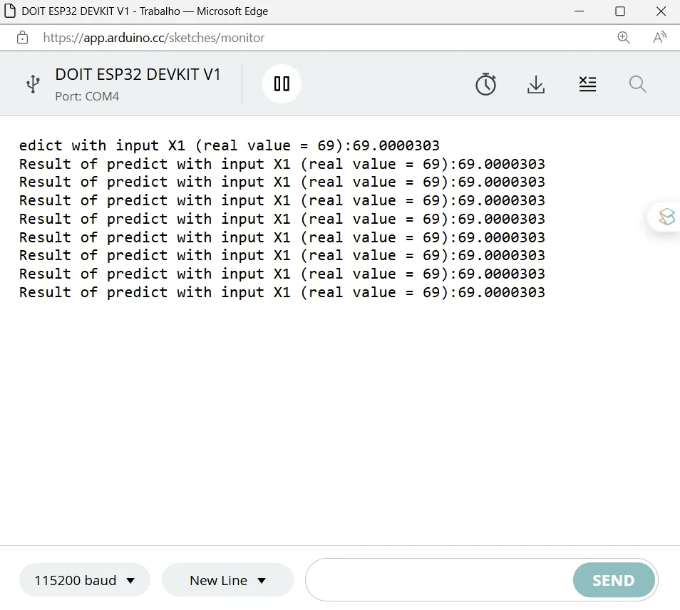 DOIT ESP32 DEVKIT V1 - Trabalho — Microsoft Edge
https://app.arduino.cc/sketches/monitor
DOIT ESP32 DEVKIT V1
Port: COM4
edict with input X1 (real value = 69):69.0000303
Result of predict with input X1 (real value = 69):69.0000303
Result of predict with input X1 (real value = 69):69.0000303
Result of predict with input X1 (real value = 69):69.0000303
Result of predict with input X1 (real value = 69):69.0000303
Result of predict with input X1 (real value = 69):69.0000303
Result of predict with input X1 (real value = 69):69.0000303
Result of predict with input X1 (real value = 69):69.0000303
Result of predict with input X1 (real value = 69):69.0000303
115200 baud New Line SEND